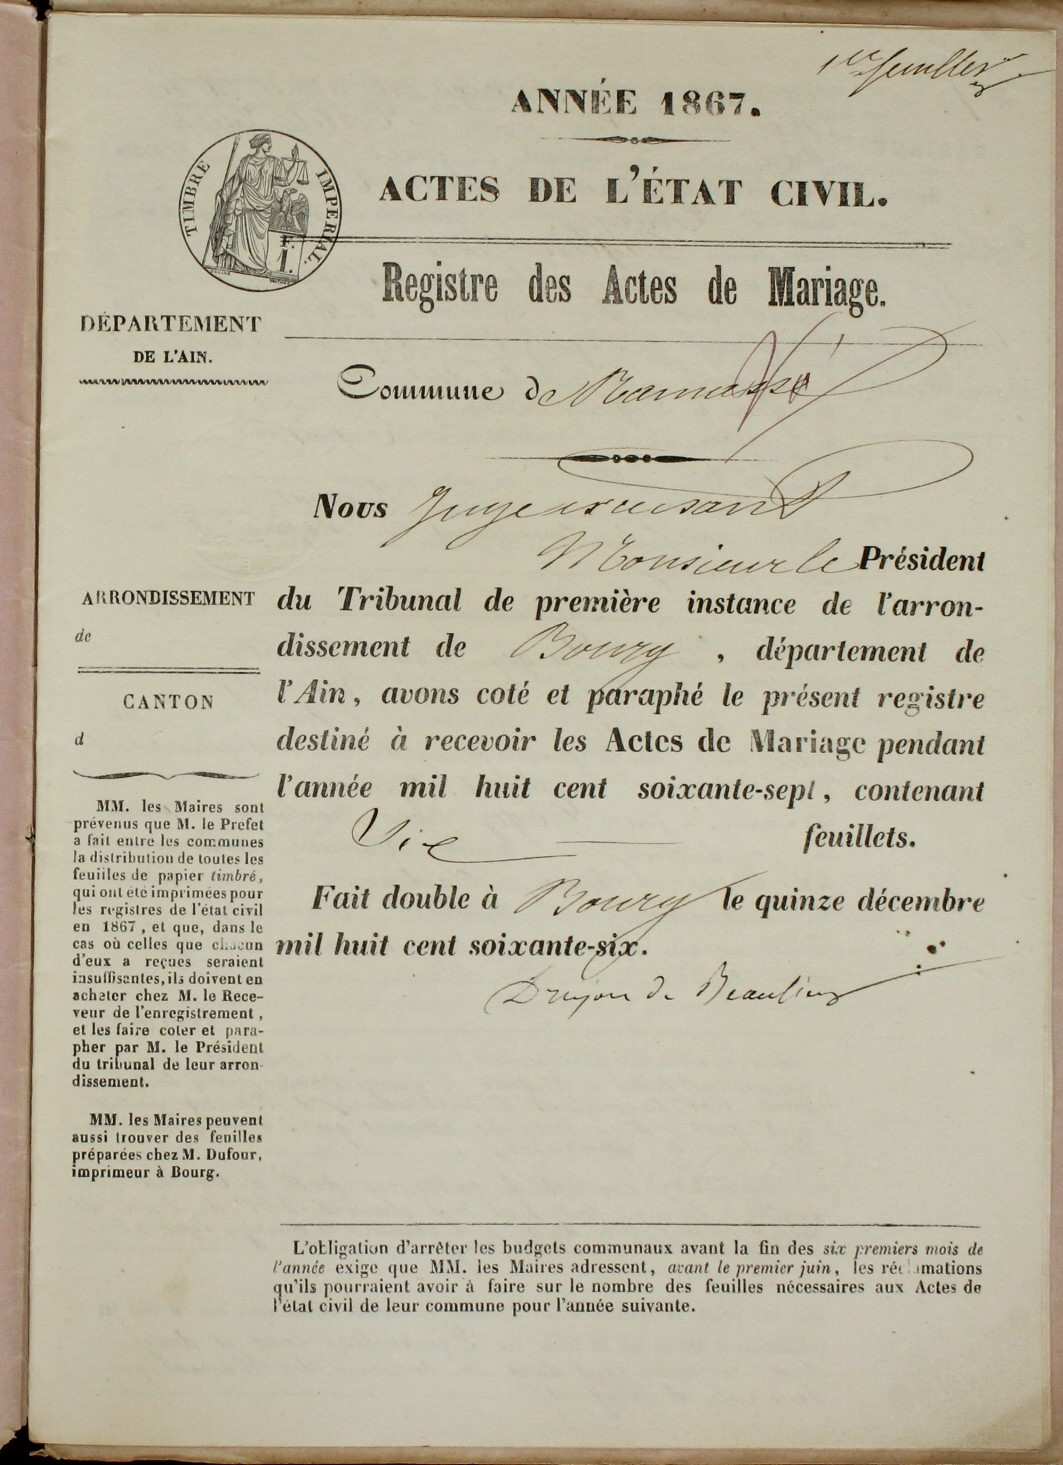 1er feuillet
ANNÉE 1867.
ACTES DE L'ÉTAT CIVIL.
TIMBRE IMPÉRIAL.
F.
1.
Registre des Actes de Mariage.
DÉPARTEMENT
DE L'AIN.
Commune de Ramasse
Nous Juge remplaçant
Monsieur le Président
du Tribunal de première instance de l'arron-
dissement de Bourg, département de
l'Ain, avons coté et paraphé le présent registre
destiné à recevoir les Actes de Mariage pendant
l'année mil huit cent soixante-sept, contenant
Six feuillets.
Fait double à Bourg le quinze décembre
mil huit cent soixante-six.
Drujon de Beaulieu
ARRONDISSEMENT
de
CANTON
d
MM. les Maires sont
prévenus que M. le Préfet
a fait entre les communes
la distribution de toutes les
feuilles de papier timbré,
qui ont été imprimées pour
les registres de l'état civil
en 1867, et que, dans le
cas où celles que chacun
d'eux a reçues seraient
insuffisantes, ils doivent en
acheter chez M. le Rece-
veur de l'enregistrement,
et les faire coter et para-
pher par M. le Président
du tribunal de leur arron-
dissement.
MM. les Maires peuvent
aussi trouver des feuilles
préparées chez M. Dufour,
imprimeur à Bourg.
L'obligation d'arrêter les budgets communaux avant la fin des six premiers mois de
l'année exige que MM. les Maires adressent, avant le premier juin, les réclamations
qu'ils pourraient avoir à faire sur le nombre des feuilles nécessaires aux Actes de
l'état civil de leur commune pour l'année suivante.